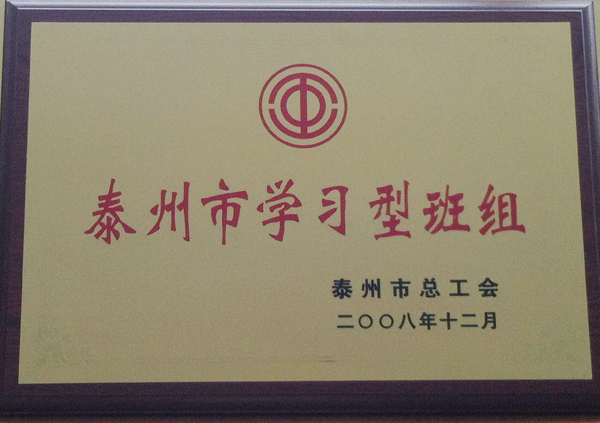 泰州市学习型班组
泰州市总工会
二〇〇八年十二月